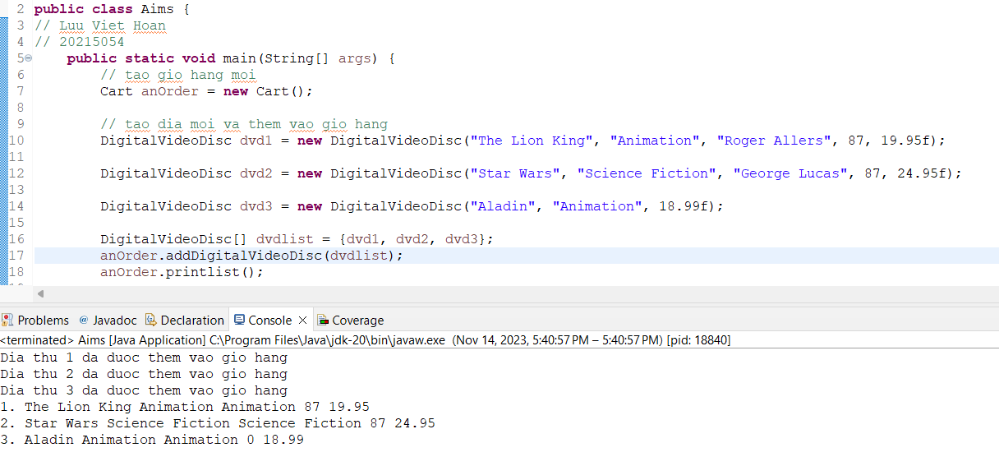 2 public class Aims {
3 // Luu Viet Hoan
4 // 20215054
5 public static void main(String[] args) {
6 // tao gio hang moi
7 Cart anOrder = new Cart();
8
9 // tao dia moi va them vao gio hang
10 DigitalVideoDisc dvd1 = new DigitalVideoDisc("The Lion King", "Animation", "Roger Allers", 87, 19.95f);
11
12 DigitalVideoDisc dvd2 = new DigitalVideoDisc("Star Wars", "Science Fiction", "George Lucas", 87, 24.95f);
13
14 DigitalVideoDisc dvd3 = new DigitalVideoDisc("Aladin", "Animation", 18.99f);
15
16 DigitalVideoDisc[] dvdlist = {dvd1, dvd2, dvd3};
17 anOrder.addDigitalVideoDisc(dvdlist);
18 anOrder.printlist();
Problems @ Javadoc Declaration Console × Coverage
<terminated> Aims [Java Application] C:\Program Files\Java\jdk-20\bin\javaw.exe (Nov 14, 2023, 5:40:57 PM – 5:40:57 PM) [pid: 18840]
Dia thu 1 da duoc them vao gio hang
Dia thu 2 da duoc them vao gio hang
Dia thu 3 da duoc them vao gio hang
1. The Lion King Animation Animation 87 19.95
2. Star Wars Science Fiction Science Fiction 87 24.95
3. Aladin Animation Animation 0 18.99